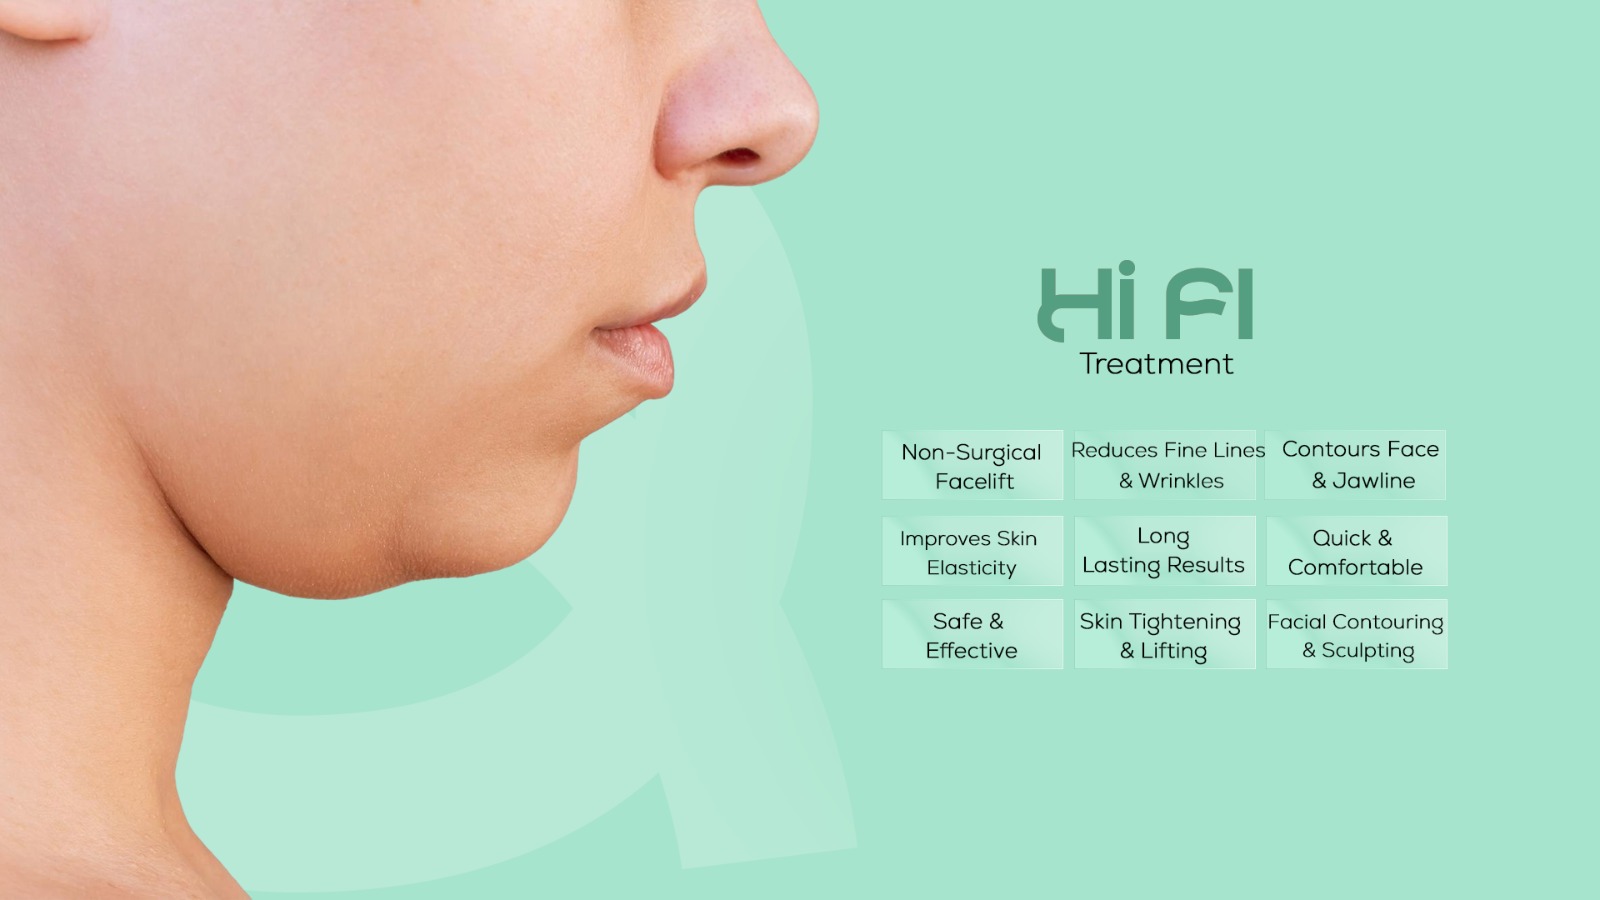 Hi FI
Treatment
Non-Surgical
Facelift
Reduces Fine Lines
& Wrinkles
Contours Face
& Jawline
Improves Skin
Elasticity
Long
Lasting Results
Quick &
Comfortable
Safe &
Effective
Skin Tightening
& Lifting
Facial Contouring
& Sculpting